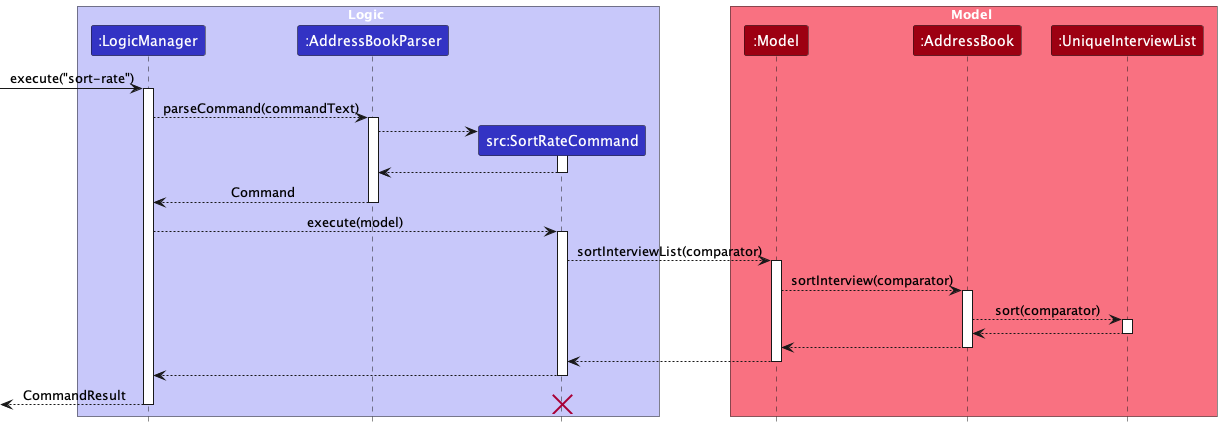 Logic
Model
:LogicManager
:AddressBookParser
:Model
:AddressBook
:UniqueInterviewList
execute("sort-rate")
parseCommand(commandText)
src:SortRateCommand
Command
execute(model)
sortInterviewList(comparator)
sortInterview(comparator)
sort(comparator)
CommandResult